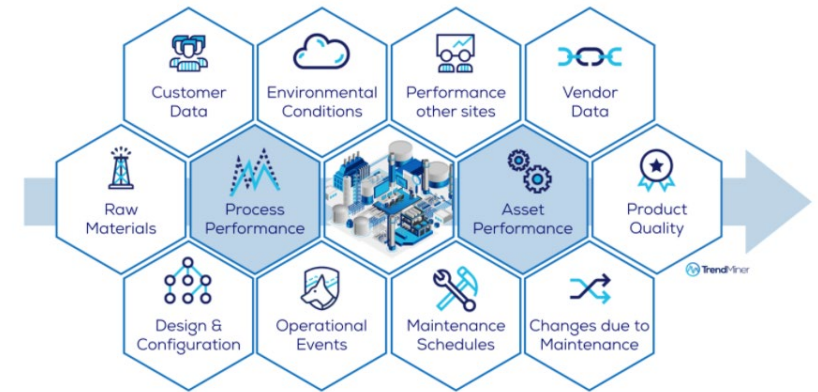 Customer
Data
Environmental
Conditions
Performance
other sites
Vendor
Data
Raw
Materials
Process
Performance
Asset
Performance
Product
Quality
TrendMiner
Design &
Configuration
Operational
Events
Maintenance
Schedules
Changes due to
Maintenance